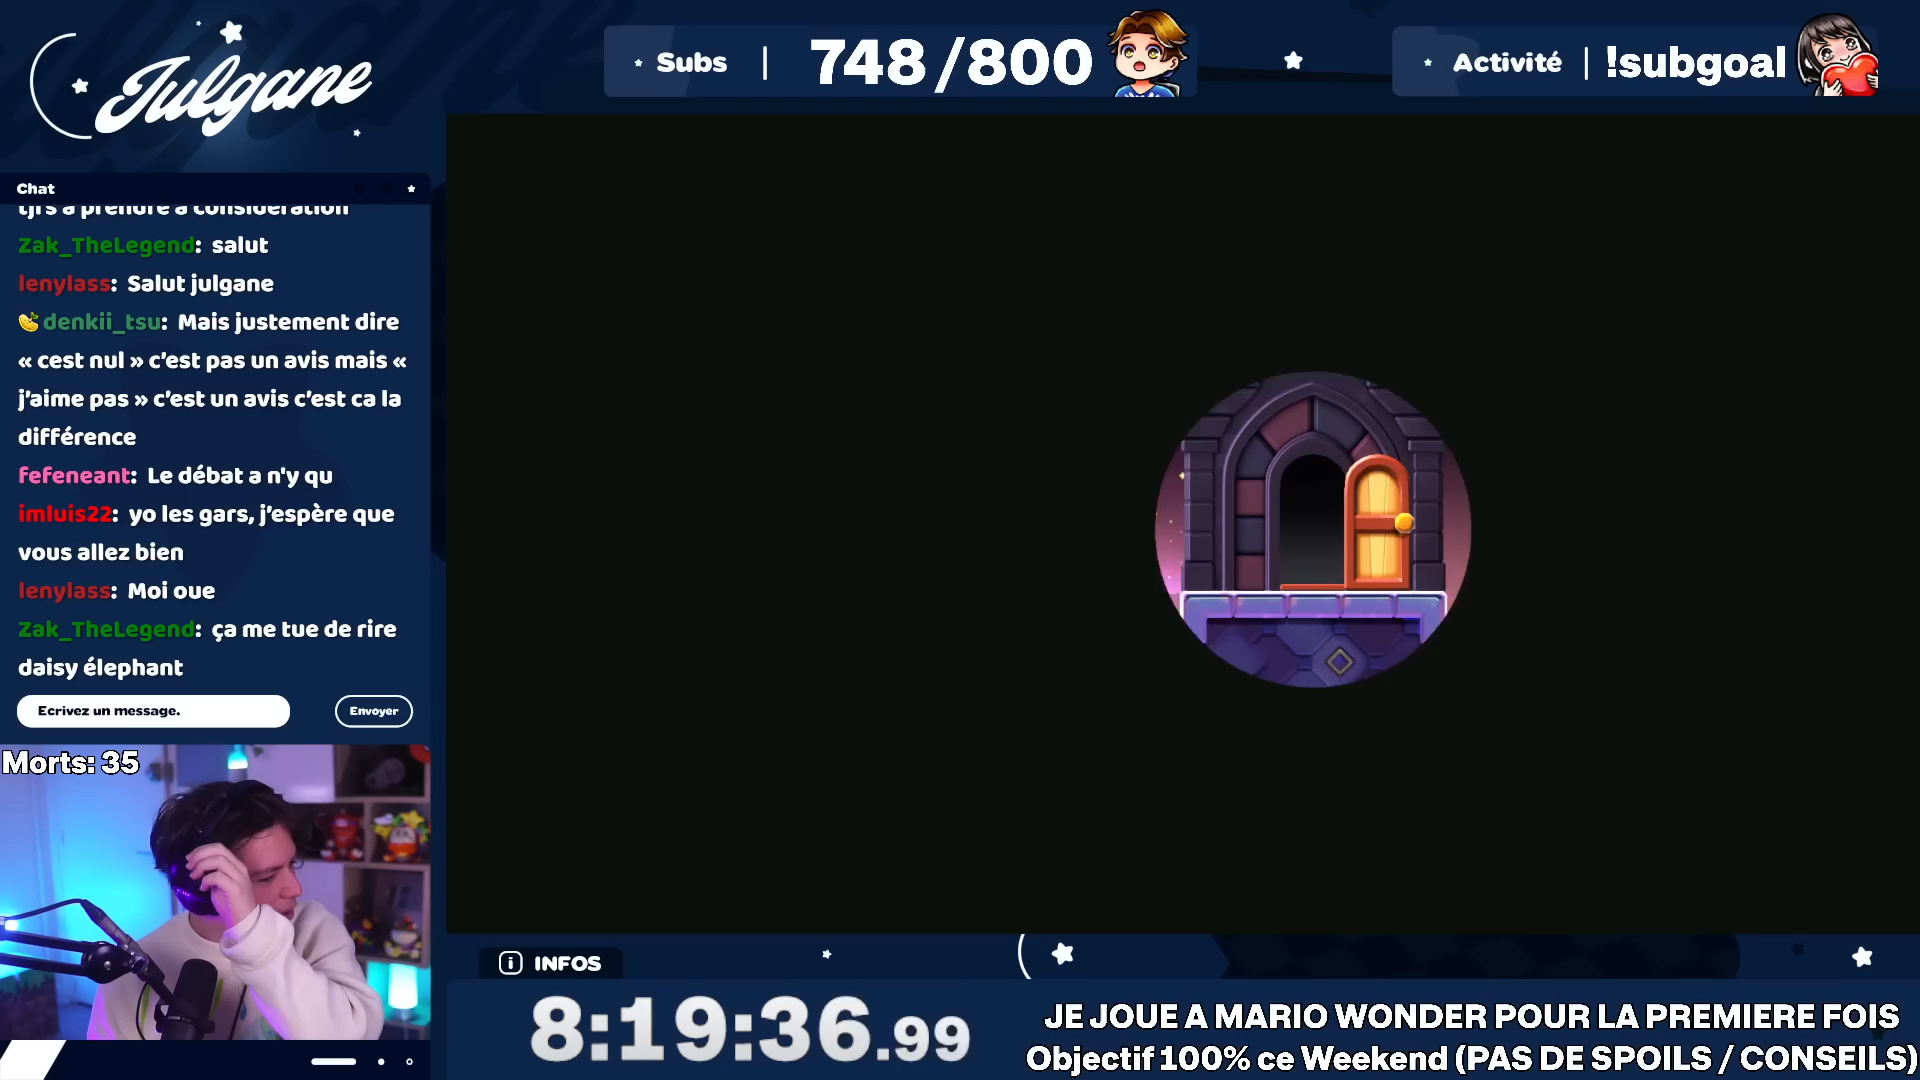 Julgane
Subs | 748/800
Activité | !subgoal
Chat
tjrs à prendre à considération
Zak_TheLegend: salut
lenylass: Salut julgane
denkii_tsu: Mais justement dire
« cest nul » c’est pas un avis mais «
j’aime pas » c’est un avis c’est ca la
différence
fefeneant: Le débat a n'y qu
imluis22: yo les gars, j’espère que
vous allez bien
lenylass: Moi oue
Zak_TheLegend: ça me tue de rire
daisy élephant
Ecrivez un message.
Envoyer
Morts: 35
INFOS
8:19:36.99
JE JOUE A MARIO WONDER POUR LA PREMIERE FOIS
Objectif 100% ce Weekend (PAS DE SPOILS / CONSEILS)